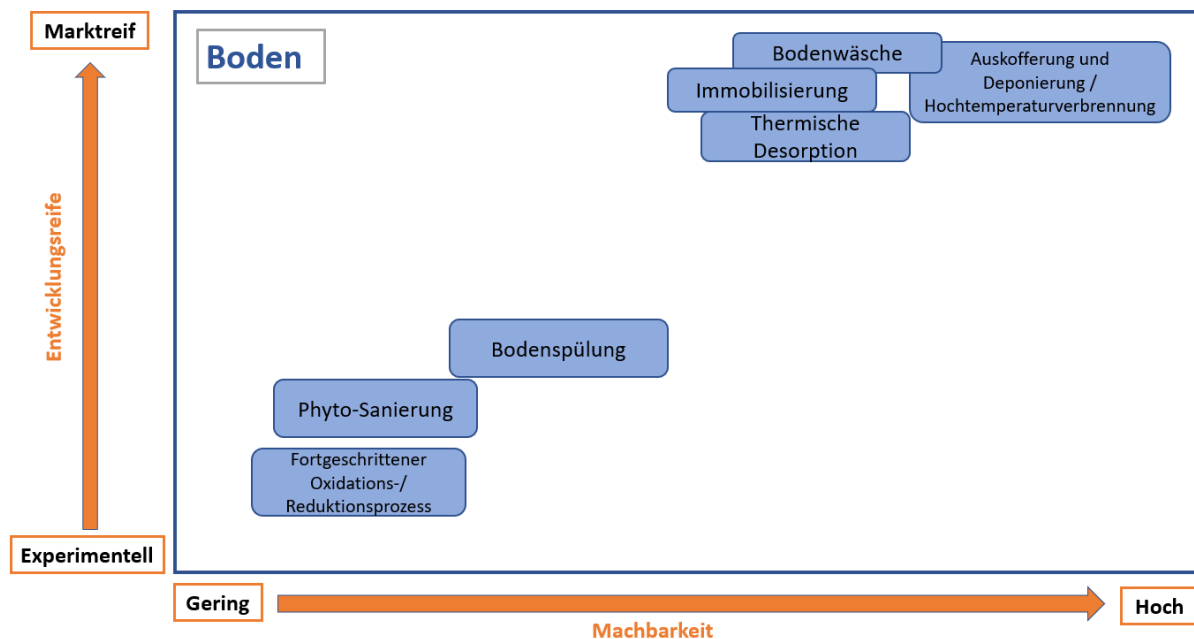 Marktreif
Boden
Bodenwäsche
Auskofferung und
Deponierung /
Hochtemperaturverbrennung
Immobilisierung
Thermische
Desorption
Entwicklungsreife
Bodenspülung
Phyto-Sanierung
Fortgeschrittener
Oxidations-/
Reduktionsprozess
Experimentell
Gering
Hoch
Machbarkeit